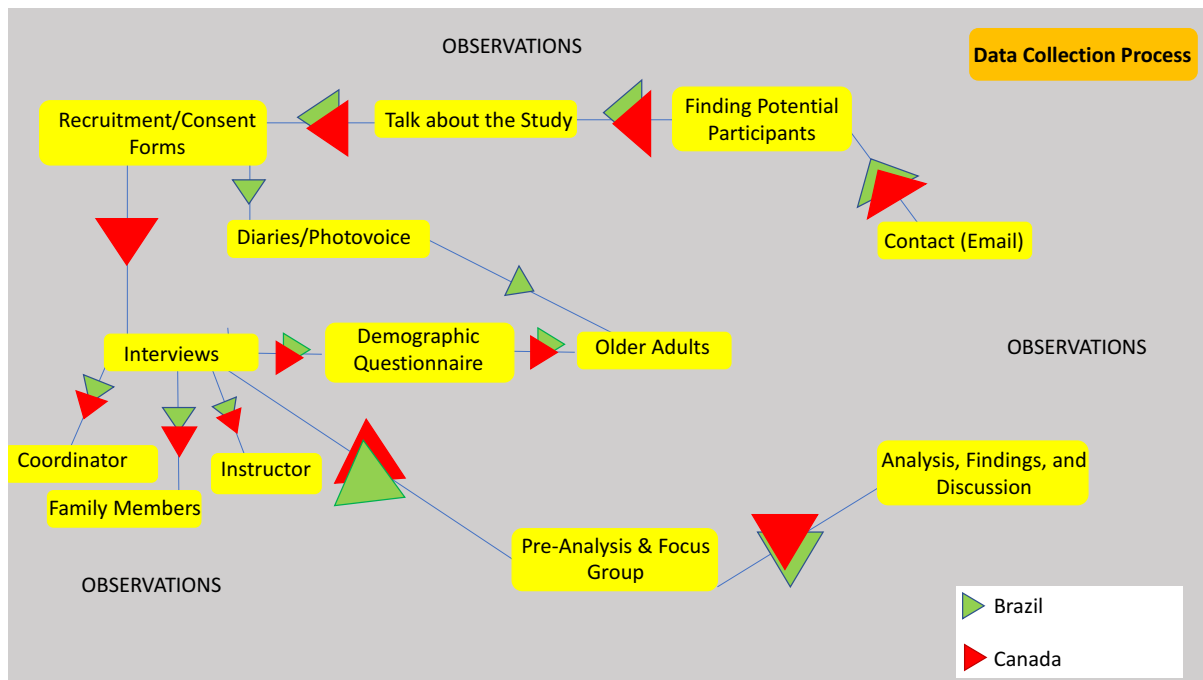 OBSERVATIONS
Data Collection Process
Recruitment/Consent
Forms
Talk about the Study
Finding Potential
Participants
Diaries/Photovoice
Contact (Email)
Interviews
Demographic
Questionnaire
Older Adults
OBSERVATIONS
Coordinator
Family Members
Instructor
Analysis, Findings, and
Discussion
Pre-Analysis & Focus
Group
OBSERVATIONS
Brazil
Canada